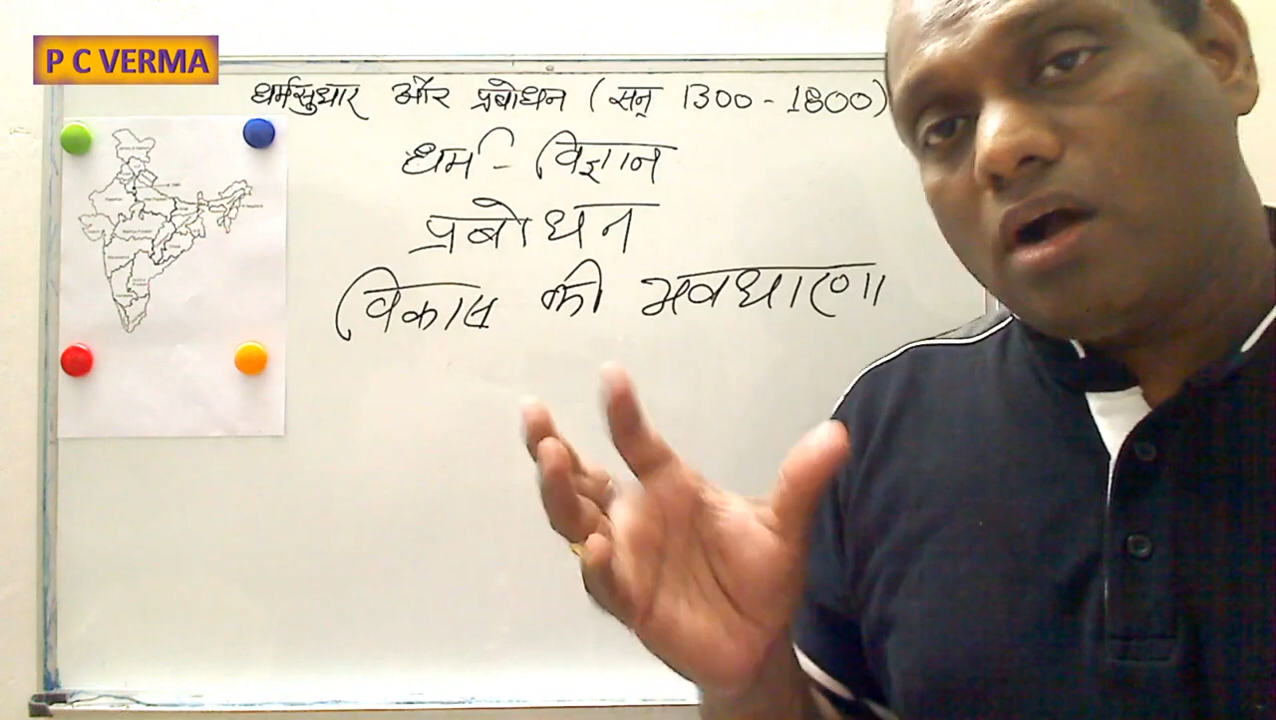 P C VERMA
धर्मसुधार और प्रबोधन (सन् 1300 - 1800)
धर्म - विज्ञान
प्रबोधन
विकास की अवधारणा